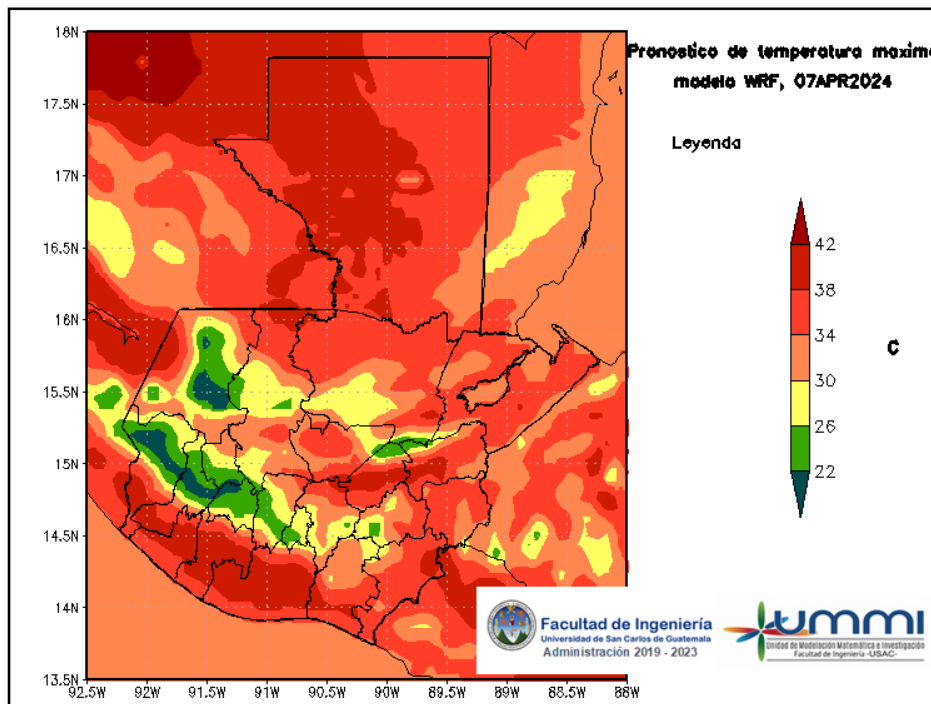 Pronostico de temperatura maxima
modelo WRF, 07APR2024
Leyenda
42
38
34
30
26
22
C
18N
17.5N
17N
16.5N
16N
15.5N
15N
14.5N
14N
13.5N
92.5W
92W
91.5W
91W
90.5W
90W
89.5W
89W
88.5W
88W
Facultad de Ingeniería
Universidad de San Carlos de Guatemala
Administración 2019 - 2023
ummi
Unidad de Modelación Matemática e Investigación
Facultad de Ingeniería -USAC-